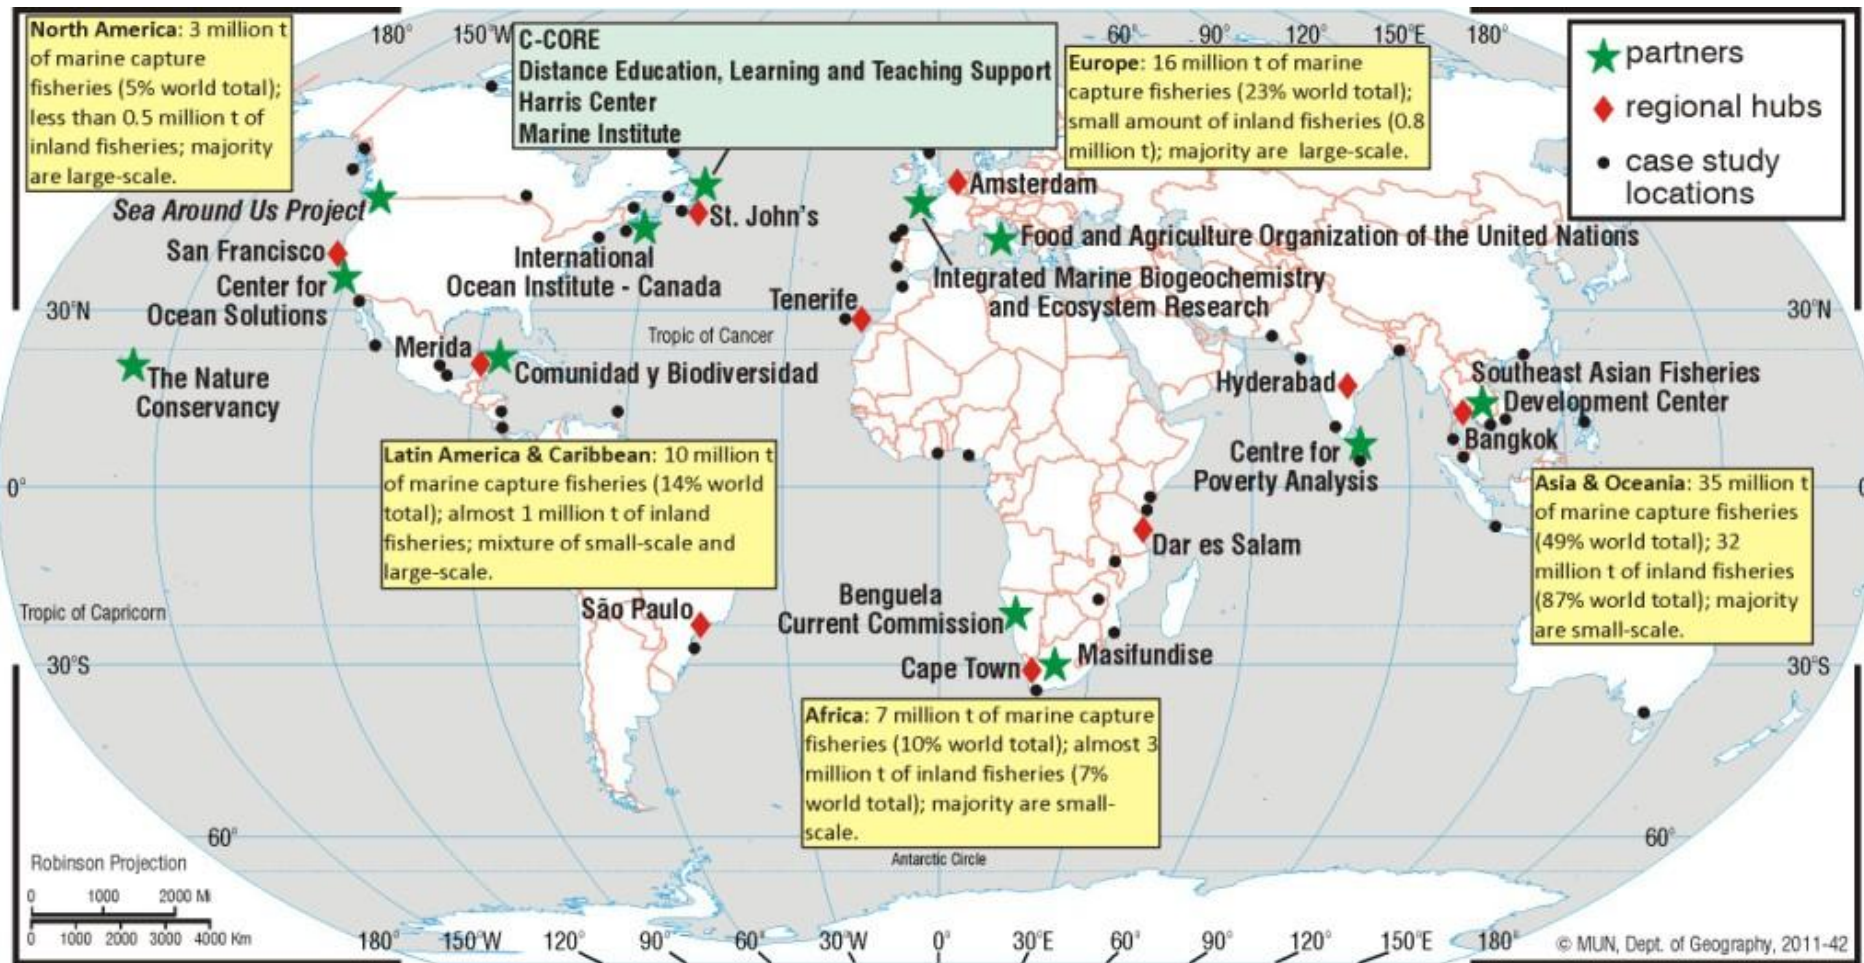 North America: 3 million t
of marine capture
fisheries (5% world total);
less than 0.5 million t of
inland fisheries; majority
are large-scale.
180°
150°W
C-CORE
Distance Education, Learning and Teaching Support
Harris Center
Marine Institute
60°
90°
120°
150°E
180°
Europe: 16 million t of marine
capture fisheries (23% world total);
small amount of inland fisheries (0.8
million t); majority are large-scale.
partners
regional hubs
case study
locations
Sea Around Us Project
San Francisco
Center for
Ocean Solutions
International
Ocean Institute - Canada
St. John's
Amsterdam
Food and Agriculture Organization of the United Nations
Integrated Marine Biogeochemistry
and Ecosystem Research
Tenerife
30°N
30°N
Tropic of Cancer
Merida
Comunidad y Biodiversidad
The Nature
Conservancy
Hyderabad
Southeast Asian Fisheries
Development Center
Bangkok
Centre for
Poverty Analysis
Latin America & Caribbean: 10 million t
of marine capture fisheries (14% world
total); almost 1 million t of inland
fisheries; mixture of small-scale and
large-scale.
0°
0
Asia & Oceania: 35 million t
of marine capture fisheries
(49% world total); 32
million t of inland fisheries
(87% world total); majority
are small-scale.
Dar es Salam
Benguela
Current Commission
São Paulo
Tropic of Capricorn
Masifundise
Cape Town
30°S
30°S
Africa: 7 million t of marine capture
fisheries (10% world total); almost 3
million t of inland fisheries (7%
world total); majority are small-
scale.
60°
60°
Antarctic Circle
Robinson Projection
0 1000 2000 Mi
0 1000 2000 3000 4000 Km
180° 150°W 120° 90° 60° 30°W 0° 30°E 60° 90° 120° 150°E 180°
© MUN, Dept. of Geography, 2011-42